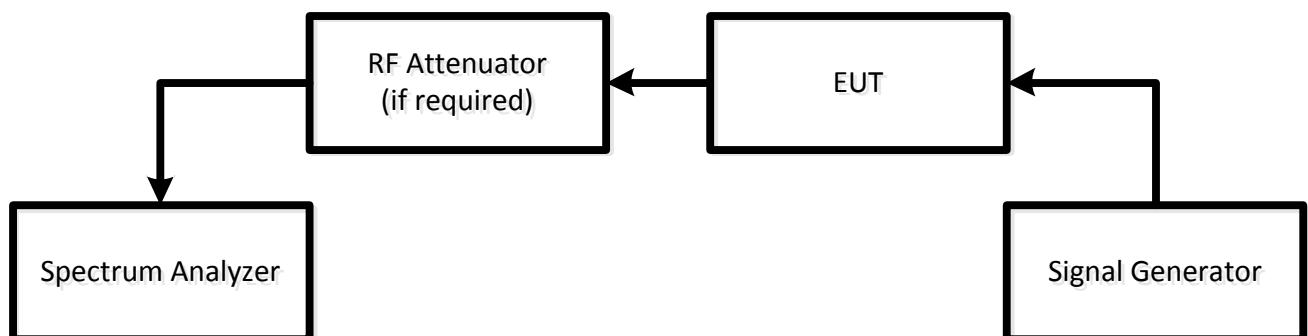 RF Attenuator
(if required)
EUT
Spectrum Analyzer
Signal Generator